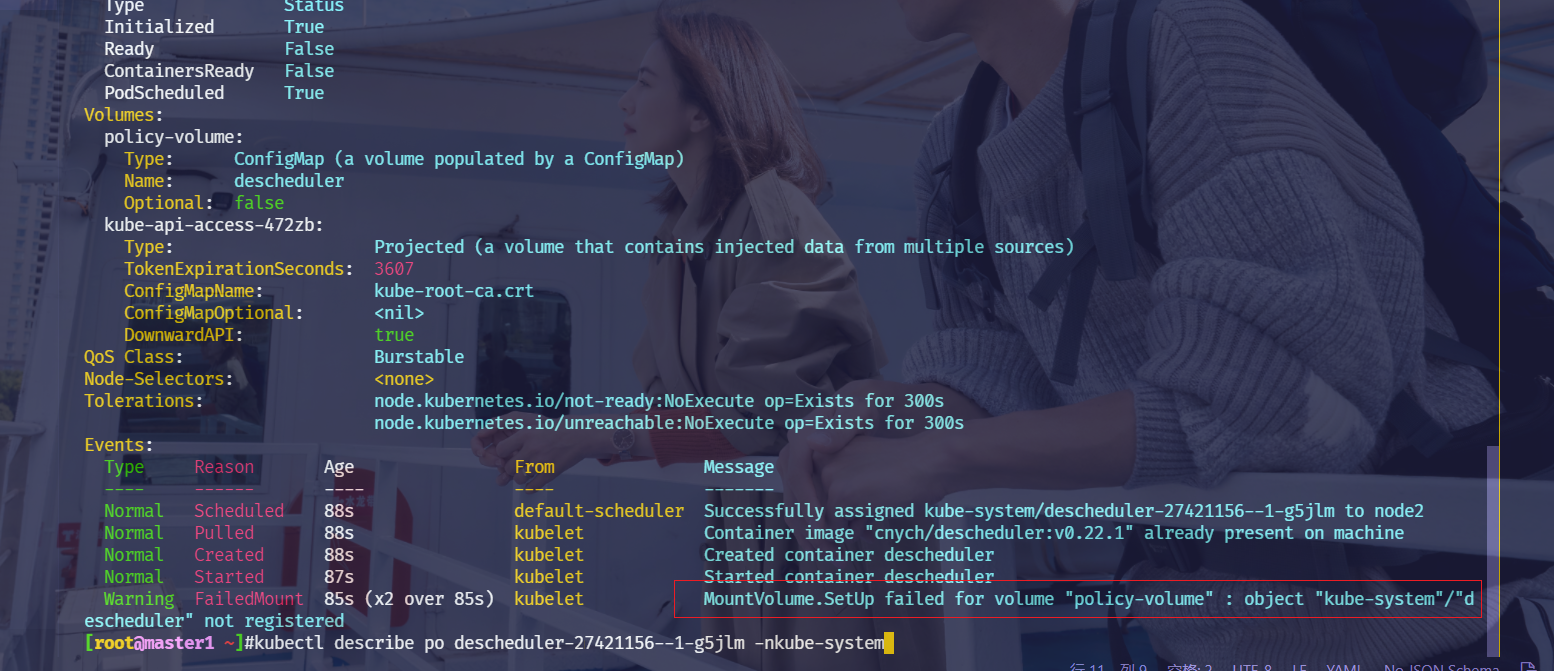 Type Status
Initialized True
Ready False
ContainersReady False
PodScheduled True
Volumes:
policy-volume:
Type: ConfigMap (a volume populated by a ConfigMap)
Name: descheduler
Optional: false
kube-api-access-472zb:
Type: Projected (a volume that contains injected data from multiple sources)
TokenExpirationSeconds: 3607
ConfigMapName: kube-root-ca.crt
ConfigMapOptional: <nil>
DownwardAPI: true
QoS Class: Burstable
Node-Selectors: <none>
Tolerations: node.kubernetes.io/not-ready:NoExecute op=Exists for 300s
node.kubernetes.io/unreachable:NoExecute op=Exists for 300s
Events:
Type Reason Age From Message
---- ------ ---- ---- -------
Normal Scheduled 88s default-scheduler Successfully assigned kube-system/descheduler-27421156--1-g5jlm to node2
Normal Pulled 88s kubelet Container image "cnych/descheduler:v0.22.1" already present on machine
Normal Created 88s kubelet Created container descheduler
Normal Started 87s kubelet Started container descheduler
Warning FailedMount 85s (x2 over 85s) kubelet MountVolume.SetUp failed for volume "policy-volume" : object "kube-system"/"d
escheduler" not registered
[root@master1 ~]#kubectl describe po descheduler-27421156--1-g5jlm -nkube-system
行 11, 列 9 空格: 2 UTF-8 LF YAML No JSON Schema